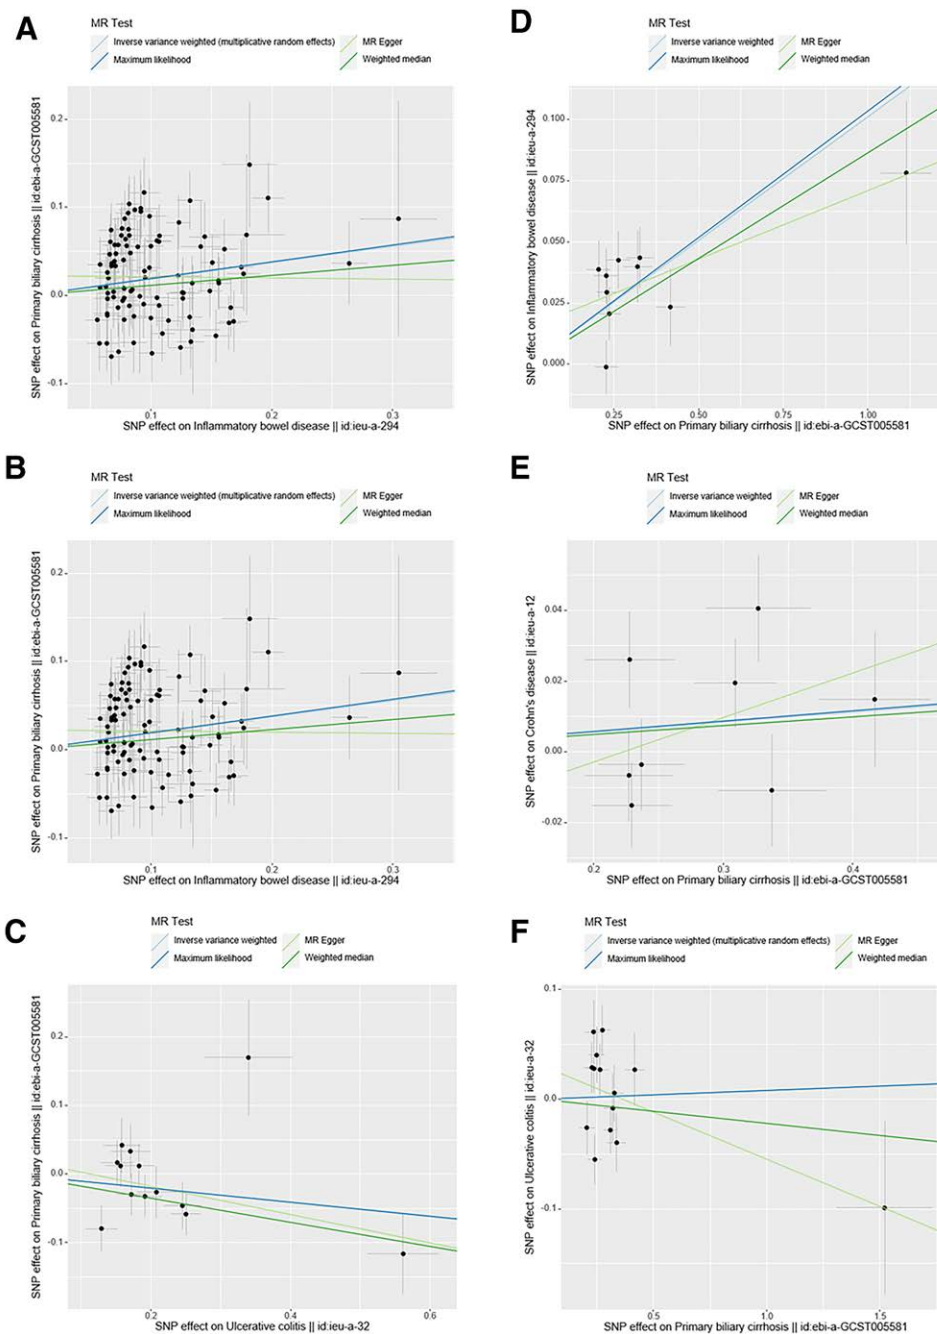 A
MR Test
Inverse variance weighted (multiplicative random effects)
MR Egger
Maximum likelihood
Weighted median
SNP effect on Primary biliary cirrhosis || id:ebi-a-GCST005581
0.2
0.1
0.0
-0.1
0.1
0.2
0.3
SNP effect on Inflammatory bowel disease || id:ieu-a-294
D
MR Test
Inverse variance weighted
MR Egger
Maximum likelihood
Weighted median
SNP effect on Inflammatory bowel disease || id:ieu-a-294
0.100
0.075
0.050
0.025
0.000
0.25
0.50
0.75
1.00
SNP effect on Primary biliary cirrhosis || id:ebi-a-GCST005581
B
MR Test
Inverse variance weighted (multiplicative random effects)
MR Egger
Maximum likelihood
Weighted median
SNP effect on Primary biliary cirrhosis || id:ebi-a-GCST005581
0.2
0.1
0.0
-0.1
0.1
0.2
0.3
SNP effect on Inflammatory bowel disease || id:ieu-a-294
E
MR Test
Inverse variance weighted
MR Egger
Maximum likelihood
Weighted median
SNP effect on Crohn's disease || id:ieu-a-12
0.04
0.02
0.00
-0.02
0.2
0.3
0.4
SNP effect on Primary biliary cirrhosis || id:ebi-a-GCST005581
C
MR Test
Inverse variance weighted
MR Egger
Maximum likelihood
Weighted median
SNP effect on Primary biliary cirrhosis || id:ebi-a-GCST005581
0.2
0.1
0.0
-0.1
0.2
0.4
0.6
SNP effect on Ulcerative colitis || id:ieu-a-32
F
MR Test
Inverse variance weighted (multiplicative random effects)
MR Egger
Maximum likelihood
Weighted median
SNP effect on Ulcerative colitis || id:ieu-a-32
0.1
0.0
-0.1
0.5
1.0
1.5
SNP effect on Primary biliary cirrhosis || id:ebi-a-GCST005581